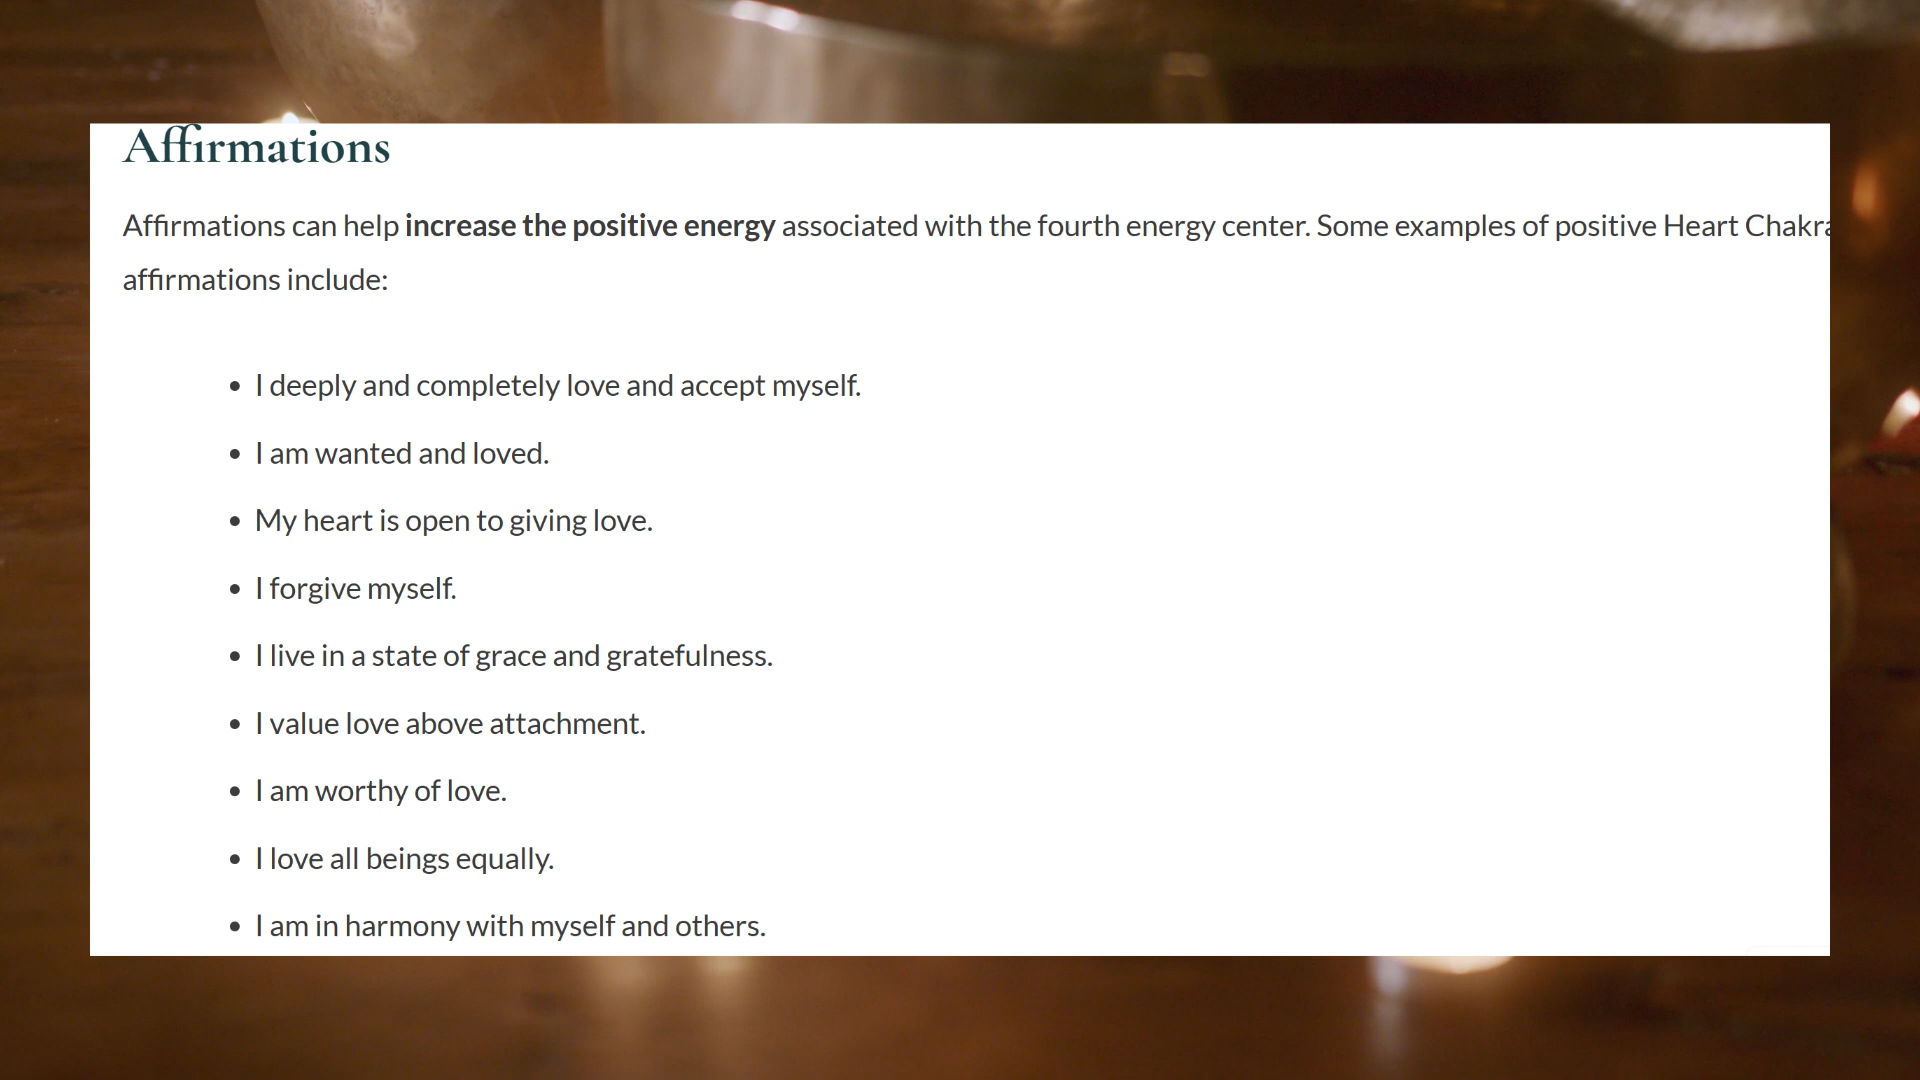 Affirmations
Affirmations can help increase the positive energy associated with the fourth energy center. Some examples of positive Heart Chakra
affirmations include:
• I deeply and completely love and accept myself.
• I am wanted and loved.
• My heart is open to giving love.
• I forgive myself.
• I live in a state of grace and gratefulness.
• I value love above attachment.
• I am worthy of love.
• I love all beings equally.
• I am in harmony with myself and others.